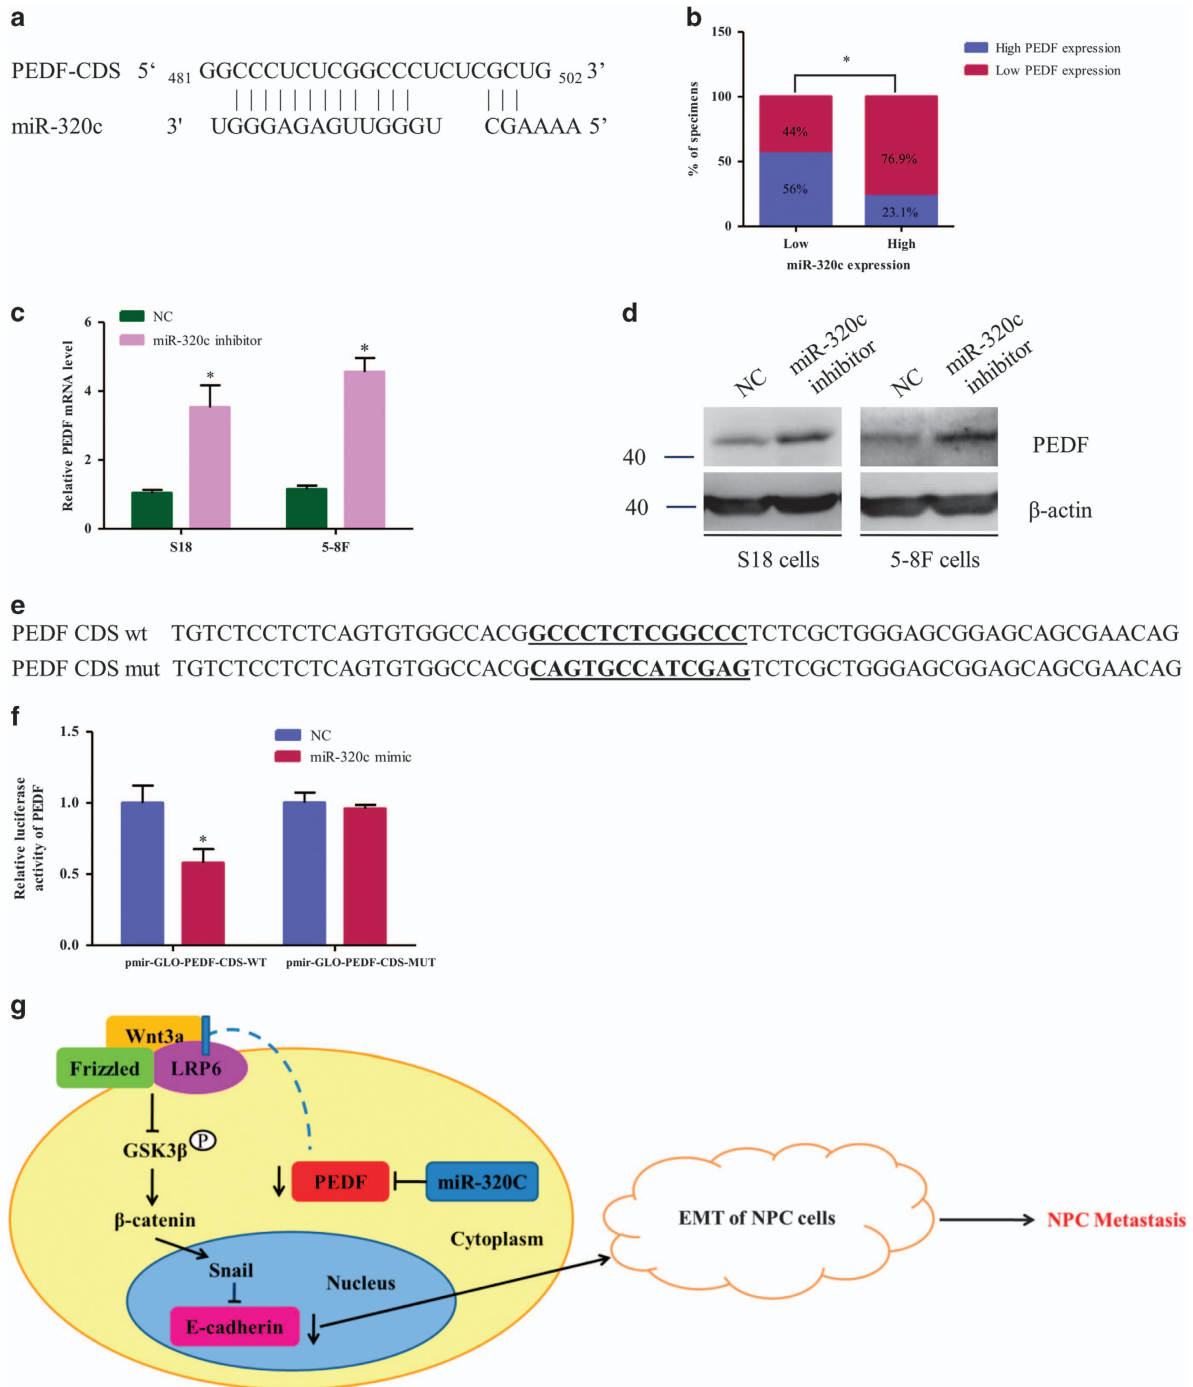 a
PEDF-CDS 5‘ 481 GGCCCUCUCGGCCCUCUCGCUG 502 3’
miR-320c 3' UGGGAGAGUUGGGU CGAAAA 5’
b
150
100
50
0
% of specimens
High PEDF expression
Low PEDF expression
*
44%
56%
76.9%
23.1%
Low High
miR-320c expression
c
NC
miR-320c inhibitor
6
4
2
0
Relative PEDF mRNA level
*
*
S18 5-8F
d
NC miR-320c inhibitor NC miR-320c inhibitor
40
PEDF
40
β-actin
S18 cells 5-8F cells
e
PEDF CDS wt TGTCTCCTCTCAGTGTGGCCACGGCCCTCTCGGCCCTCTCGCTGGGAGCGGAGCAGCGAACAG
PEDF CDS mut TGTCTCCTCTCAGTGTGGCCACGCAGTGCCATCGAGTCTCGCTGGGAGCGGAGCAGCGAACAG
f
1.5
1.0
0.5
0.0
Relative luciferase
activity of PEDF
NC
miR-320c mimic
*
pmir-GLO-PEDF-CDS-WT pmir-GLO-PEDF-CDS-MUT
g
Wnt3a
Frizzled
LRP6
GSK3β P
PEDF
miR-320C
β-catenin
Cytoplasm
Snail
Nucleus
E-cadherin
EMT of NPC cells
NPC Metastasis